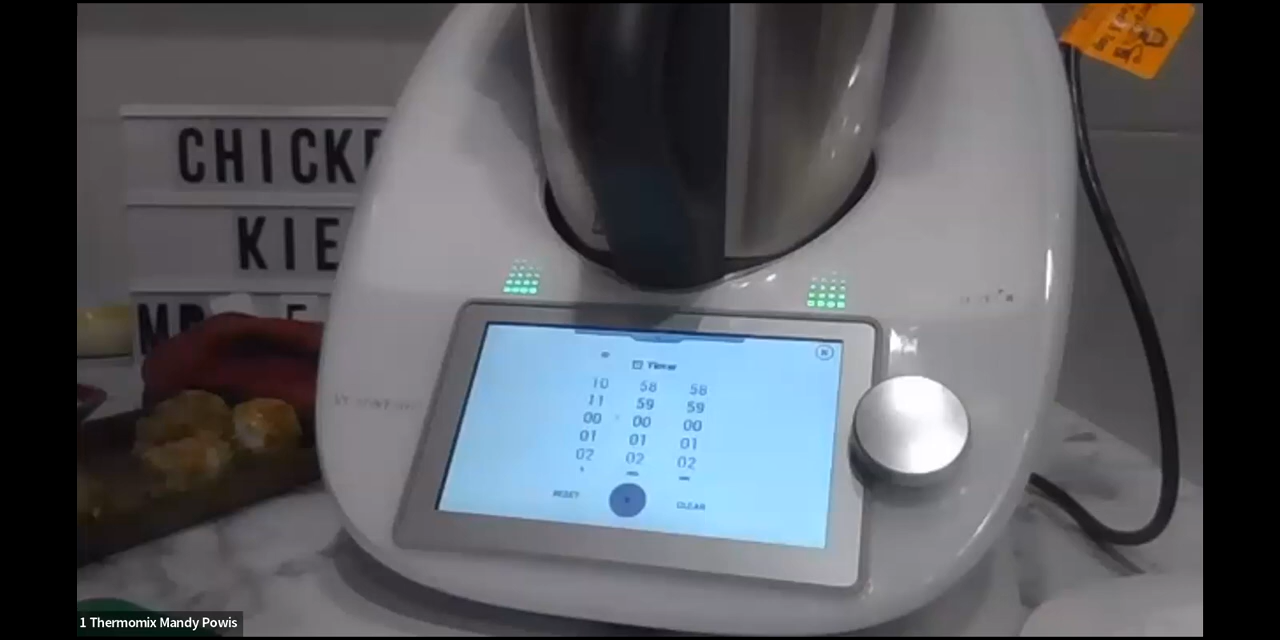 CHICKE
KIE
Timer
10 58 58
11 59 59
00 00 00
01 01 01
02 02 02
RESET
CLEAR
1 Thermomix Mandy Powis